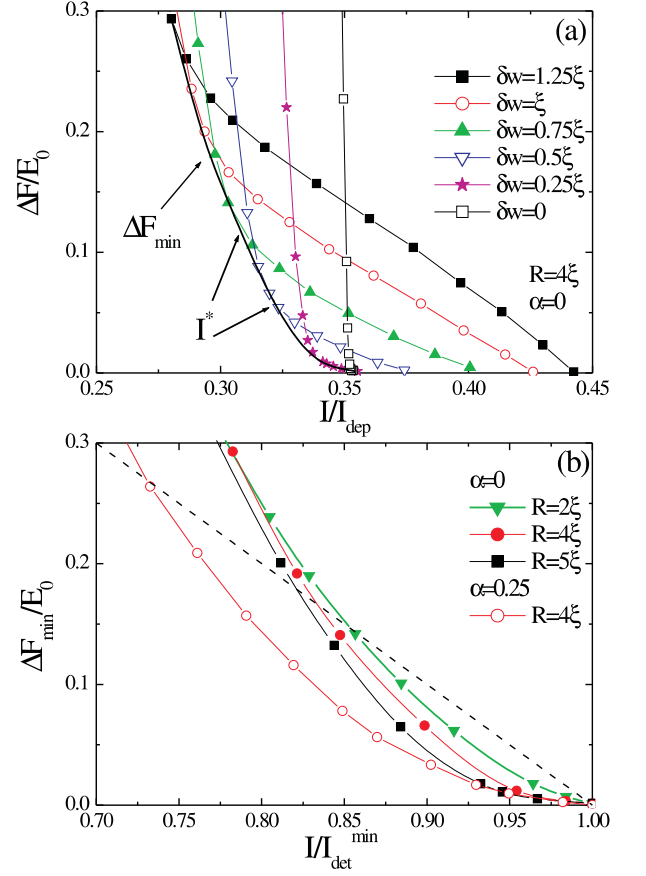 0.3
(a)
δw=1.25ξ
δw=ξ
δw=0.75ξ
δw=0.5ξ
δw=0.25ξ
δw=0
0.2
ΔF/E₀
ΔFmin
0.1
R=4ξ
α=0
I*
0.0
0.25 0.30 0.35 0.40 0.45
I/Idep
0.3
(b)
α=0
R=2ξ
R=4ξ
R=5ξ
α=0.25
R=4ξ
0.2
ΔFmin/E₀
0.1
0.0
0.70 0.75 0.80 0.85 0.90 0.95 1.00
I/Idet min